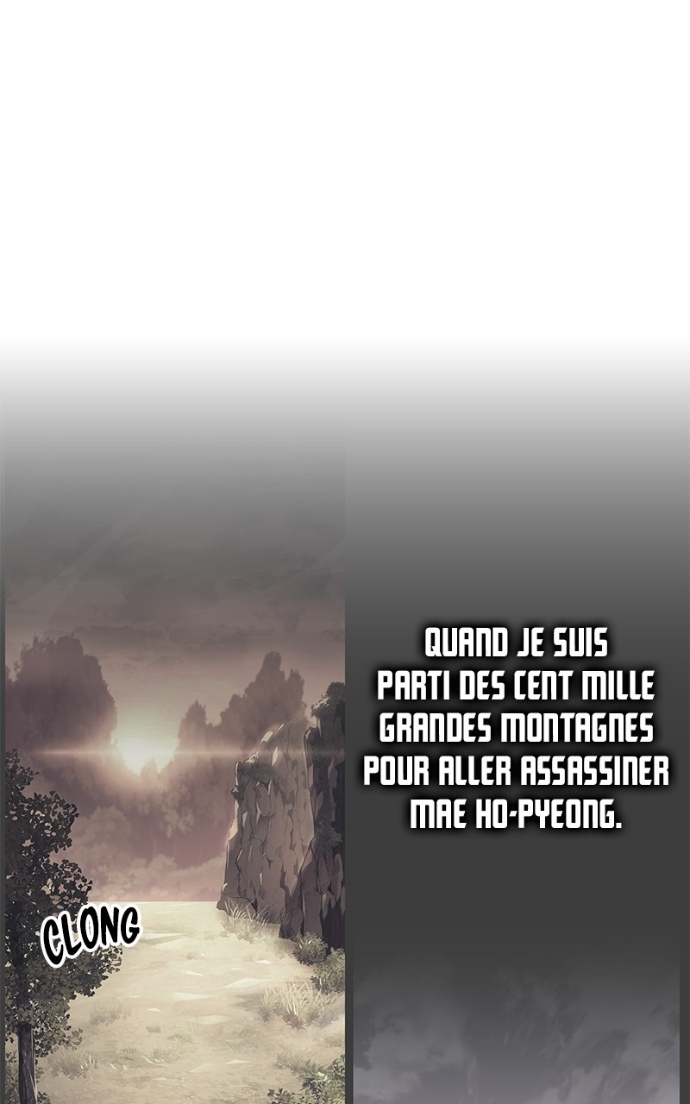 QUAND JE SUIS
PARTI DES CENT MILLE
GRANDES MONTAGNES
POUR ALLER ASSASSINER
MAE HO-PYEONG.
CLONG